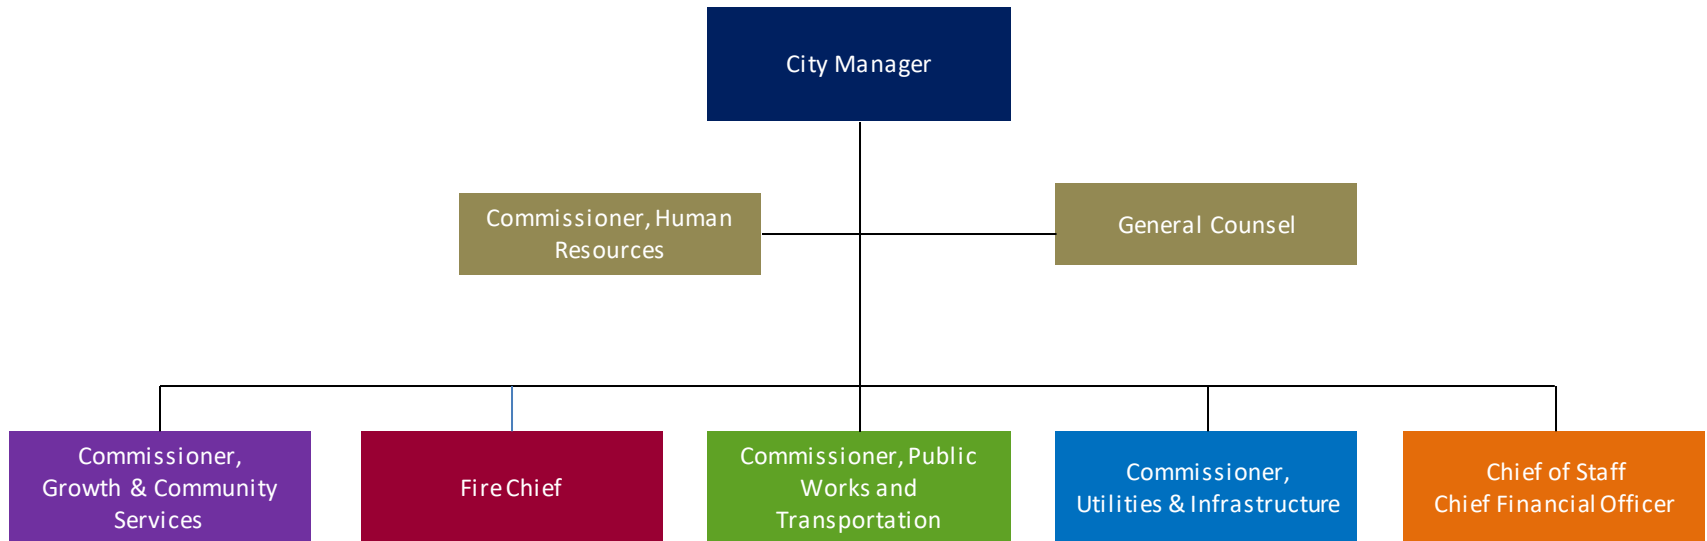 City Manager
Commissioner, Human
Resources
General Counsel
Commissioner,
Growth & Community
Services
Fire Chief
Commissioner, Public
Works and
Transportation
Commissioner,
Utilities & Infrastructure
Chief of Staff
Chief Financial Officer